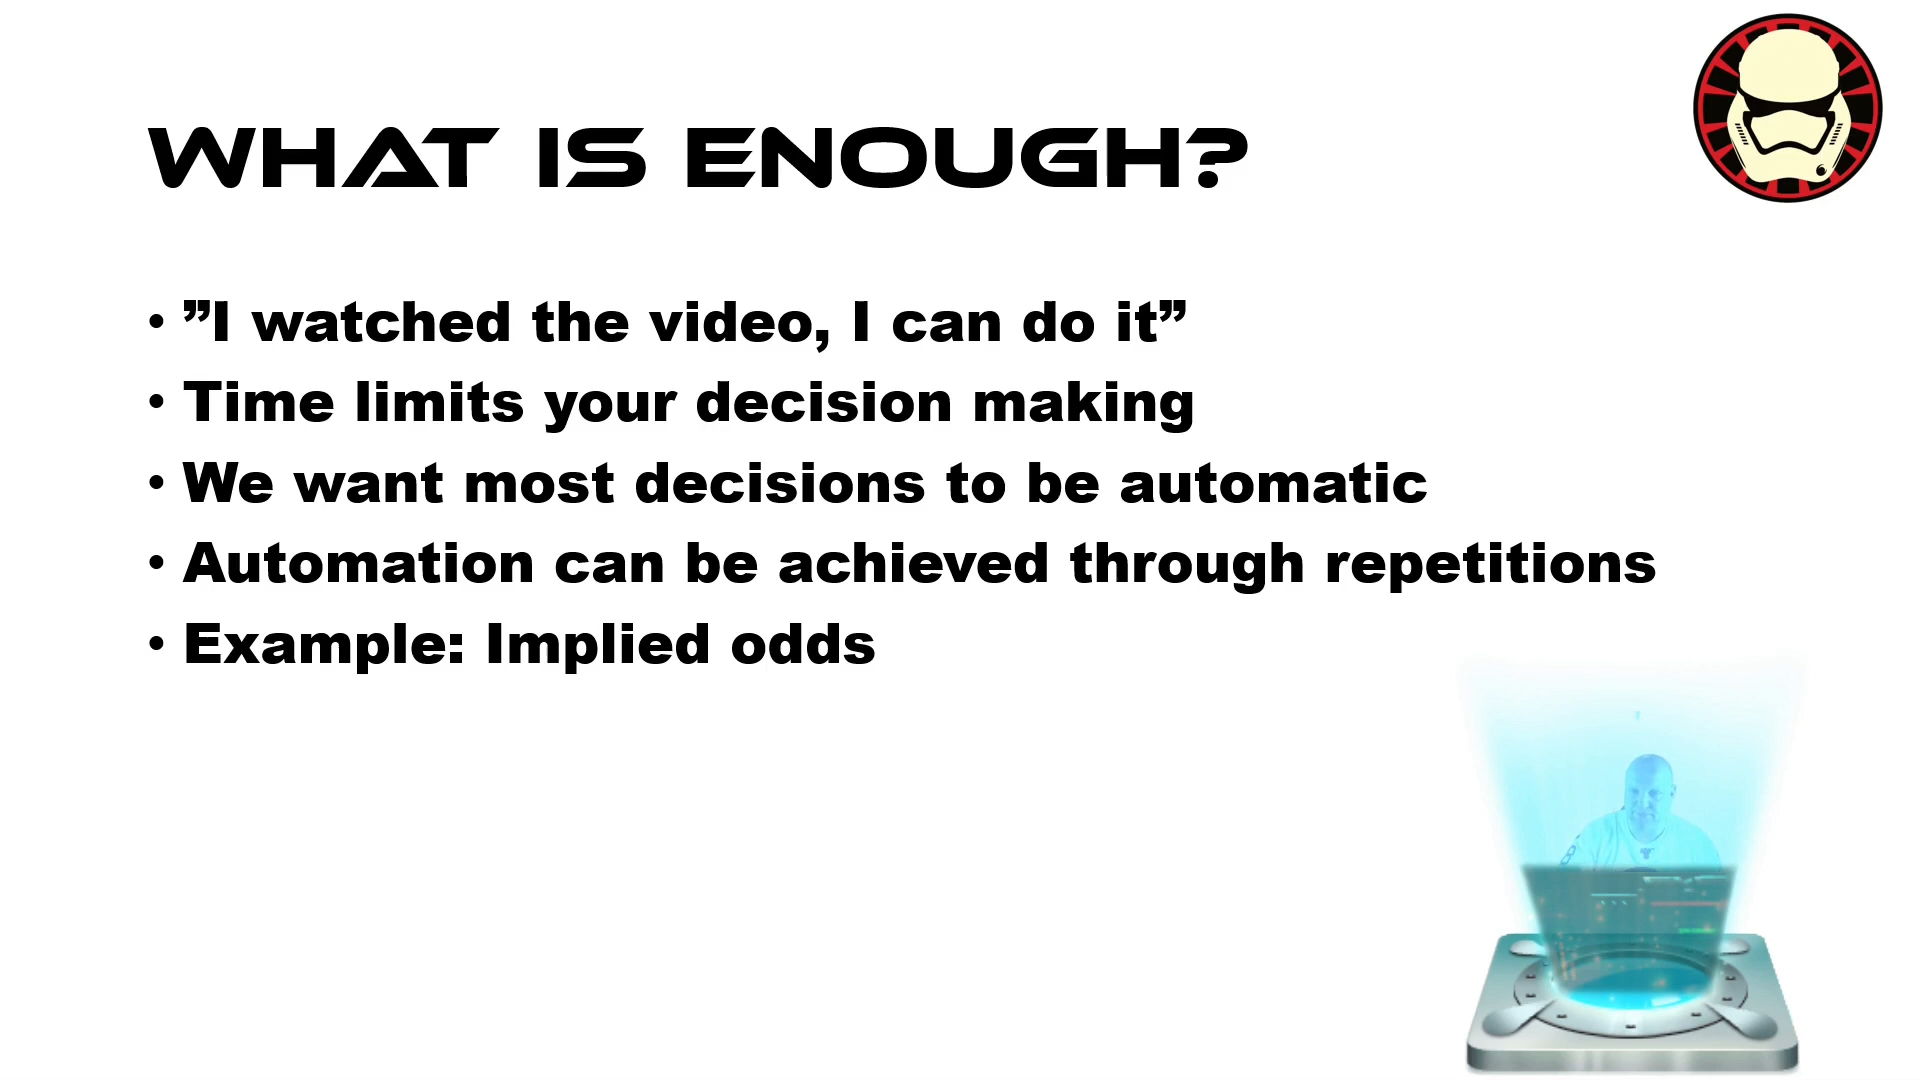 WHAT IS ENOUGH?
• ”I watched the video, I can do it”
• Time limits your decision making
• We want most decisions to be automatic
• Automation can be achieved through repetitions
• Example: Implied odds